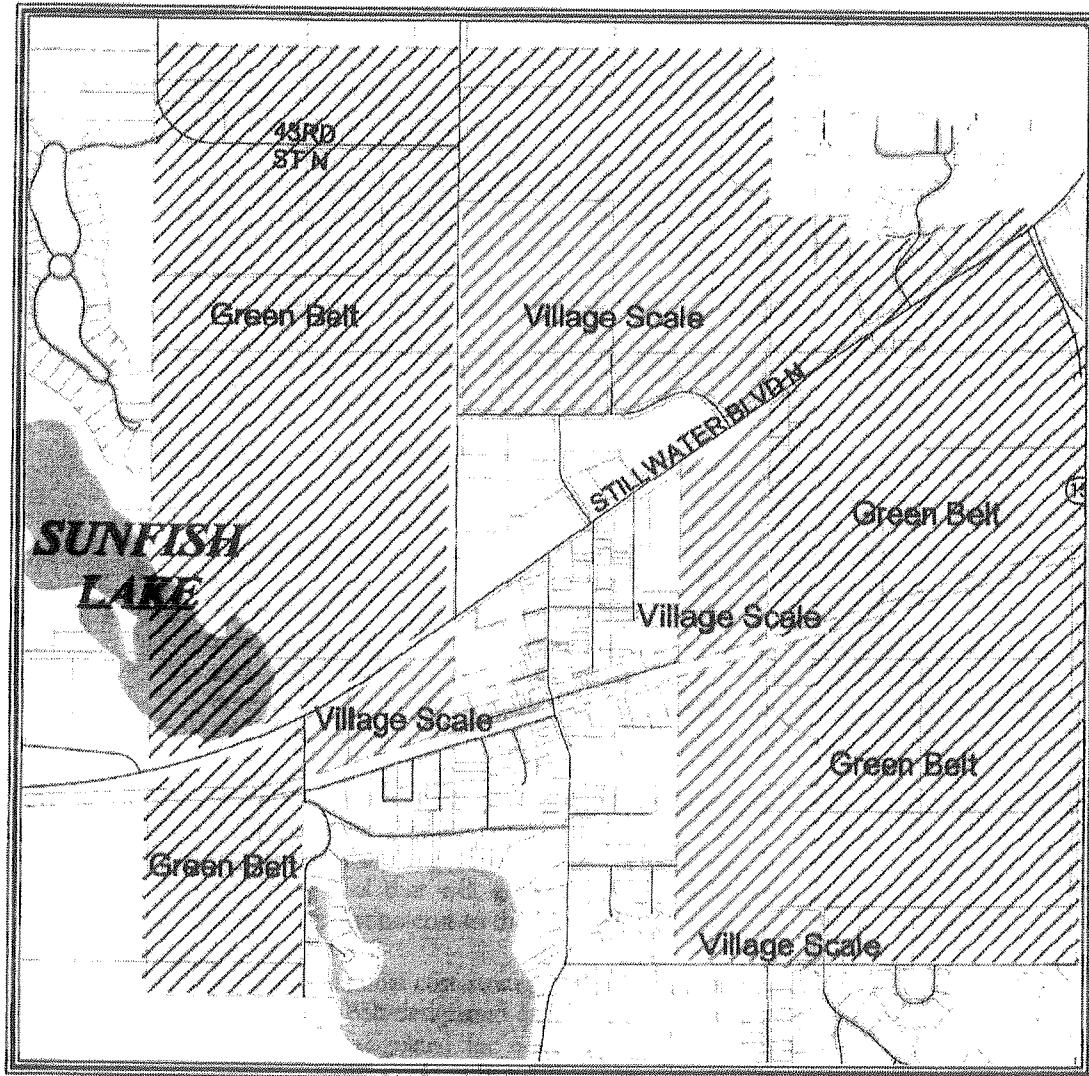 43RD
ST N
Green Belt
Village Scale
STILLWATER BLVD N
Green Belt
SUNFISH
LAKE
Village Scale
Village Scale
Green Belt
Green Belt
Village Scale